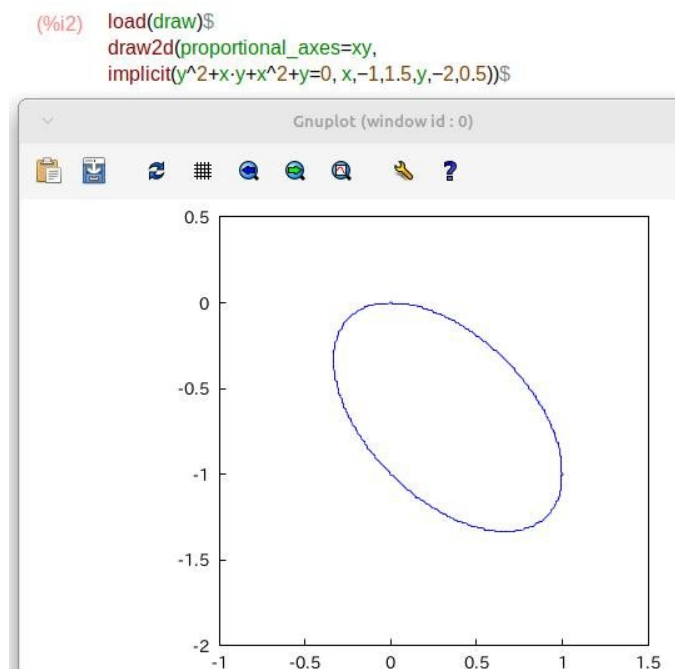 (%i2) load(draw)$
draw2d(proportional_axes=xy,
implicit(y^2+x·y+x^2+y=0, x,−1,1.5,y,−2,0.5))$
Gnuplot (window id : 0)
?
0.5
0
-0.5
-1
-1.5
-2
-1 -0.5 0 0.5 1 1.5